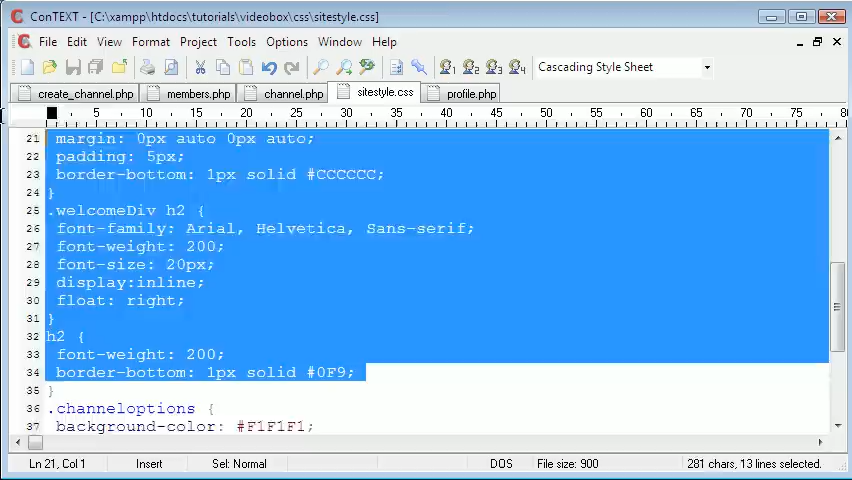 ConTEXT - [C:\xampp\htdocs\tutorials\videobox\css\sitestyle.css]
File Edit View Format Project Tools Options Window Help
1 2 3 4 Cascading Style Sheet
create_channel.php members.php channel.php sitestyle.css profile.php
5 10 15 20 25 30 35 40 45 50 55 60 65 70 75 80
21 margin: 0px auto 0px auto;
22 padding: 5px;
23 border-bottom: 1px solid #CCCCCC;
24 }
25 .welcomeDiv h2 {
26 font-family: Arial, Helvetica, Sans-serif;
27 font-weight: 200;
28 font-size: 20px;
29 display:inline;
30 float: right;
31 }
32 h2 {
33 font-weight: 200;
34 border-bottom: 1px solid #0F9;
35 }
36 .channeloptions {
37 background-color: #F1F1F1;
Ln 21, Col 1 Insert Sel: Normal DOS File size: 900 281 chars, 13 lines selected.